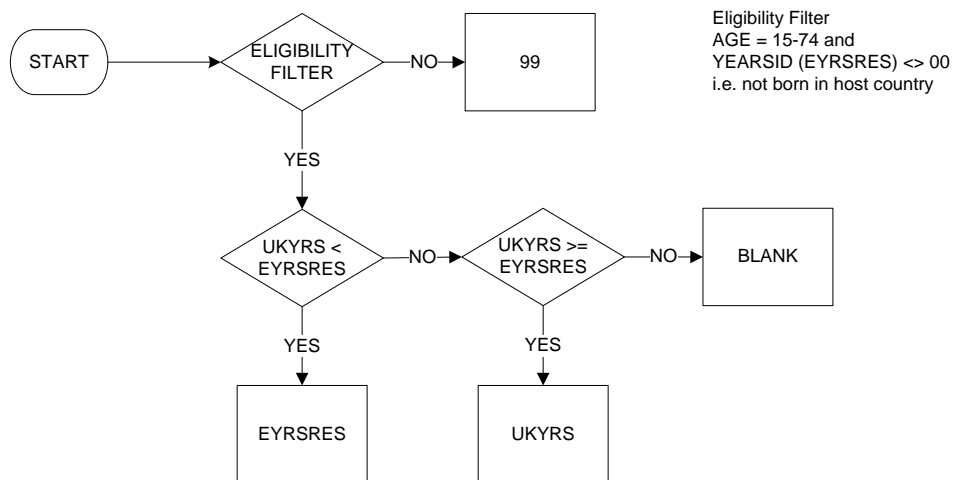 START
ELIGIBILITY
FILTER
NO
99
Eligibility Filter
AGE = 15-74 and
YEARSID (EYRSRES) <> 00
i.e. not born in host country
YES
UKYRS <
EYRSRES
NO
UKYRS >=
EYRSRES
NO
BLANK
YES
YES
EYRSRES
UKYRS